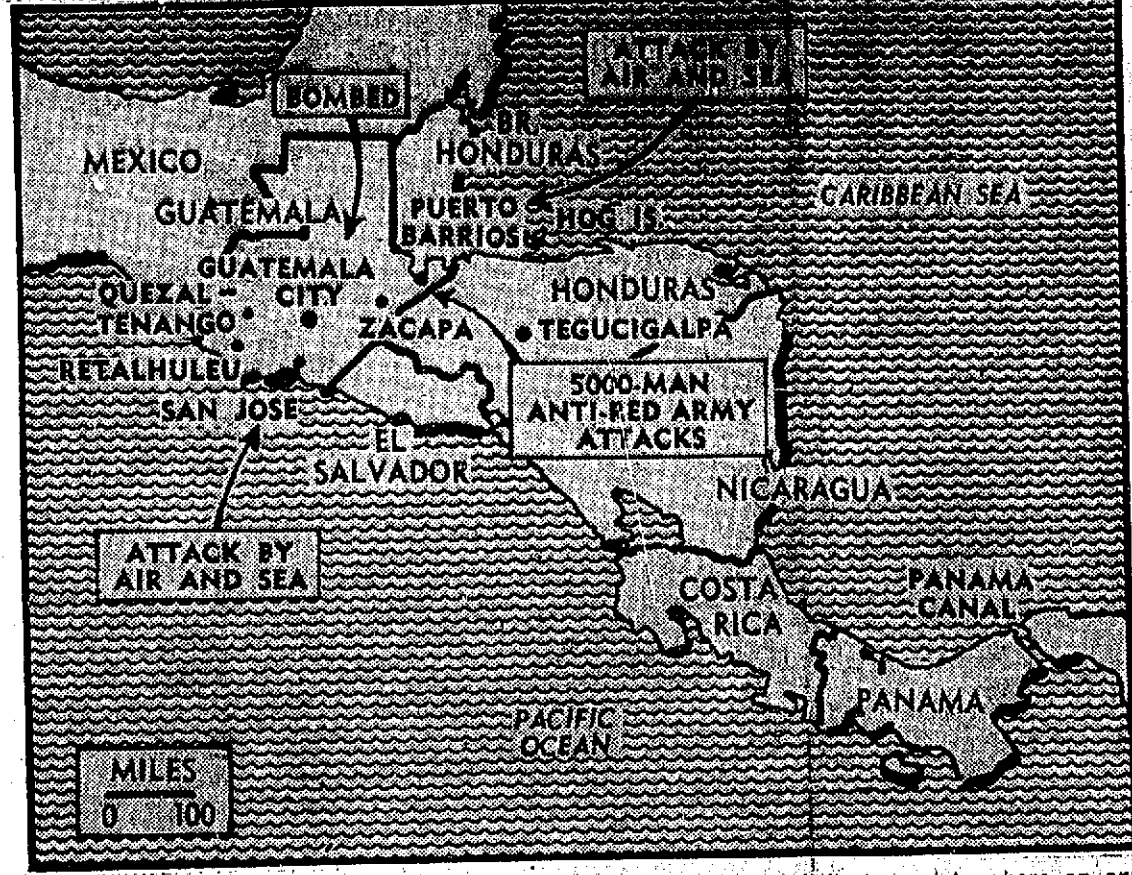 ATTACK BY
AIR AND SEA
BOMBED
MEXICO
BR.
HONDURAS
CARIBBEAN SEA
GUATEMALA
PUERTO
BARRIOS
HOG IS.
GUATEMALA
CITY
QUEZAL-
TENANGO
ZACAPA
HONDURAS
TEGUCIGALPA
RETALHULEU
SAN JOSE
5000-MAN
ANTI-RED ARMY
ATTACKS
EL
SALVADOR
NICARAGUA
ATTACK BY
AIR AND SEA
COSTA
RICA
PANAMA
CANAL
PANAMA
PACIFIC
OCEAN
MILES
0 100